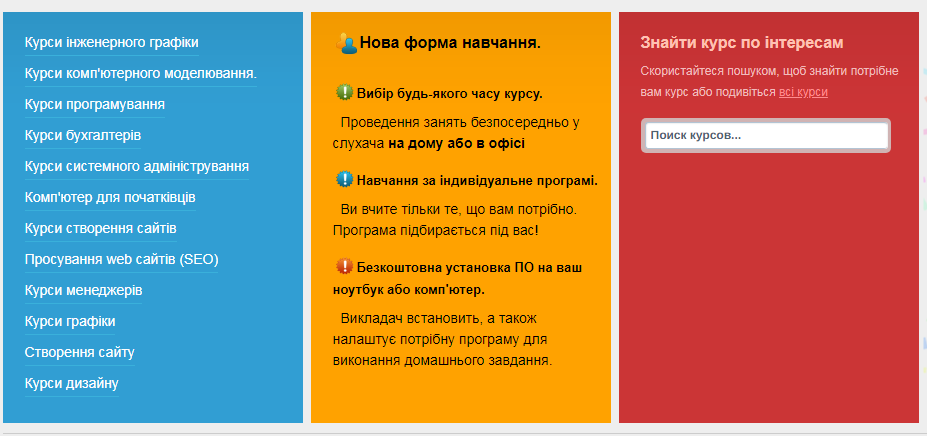 Курси інженерного графіки
Курси комп'ютерного моделювання.
Курси програмування
Курси бухгалтерів
Курси системного адміністрування
Комп'ютер для початківців
Курси створення сайтів
Просування web сайтів (SEO)
Курси менеджерів
Курси графіки
Створення сайту
Курси дизайну
Нова форма навчання.
Вибір будь-якого часу курсу.
Проведення занять безпосередньо у
слухача на дому або в офісі
Навчання за індивідуальне програмі.
Ви вчите тільки те, що вам потрібно.
Програма підбирається під вас!
Безкоштовна установка ПО на ваш
ноутбук або комп'ютер.
Викладач встановить, а також
налаштує потрібну програму для
виконання домашнього завдання.
Знайти курс по інтересам
Скористайтеся пошуком, щоб знайти потрібне
вам курс або подивіться всі курси
Поиск курсов...